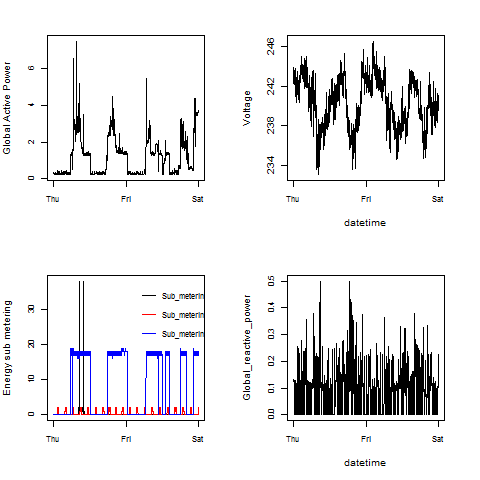 Global Active Power
0 2 4 6
Thu Fri Sat
Voltage
234 238 242 246
Thu Fri Sat
datetime
Energy sub metering
0 10 20 30
Sub_meterin
Sub_meterin
Sub_meterin
Thu Fri Sat
Global_reactive_power
0.0 0.1 0.2 0.3 0.4 0.5
Thu Fri Sat
datetime